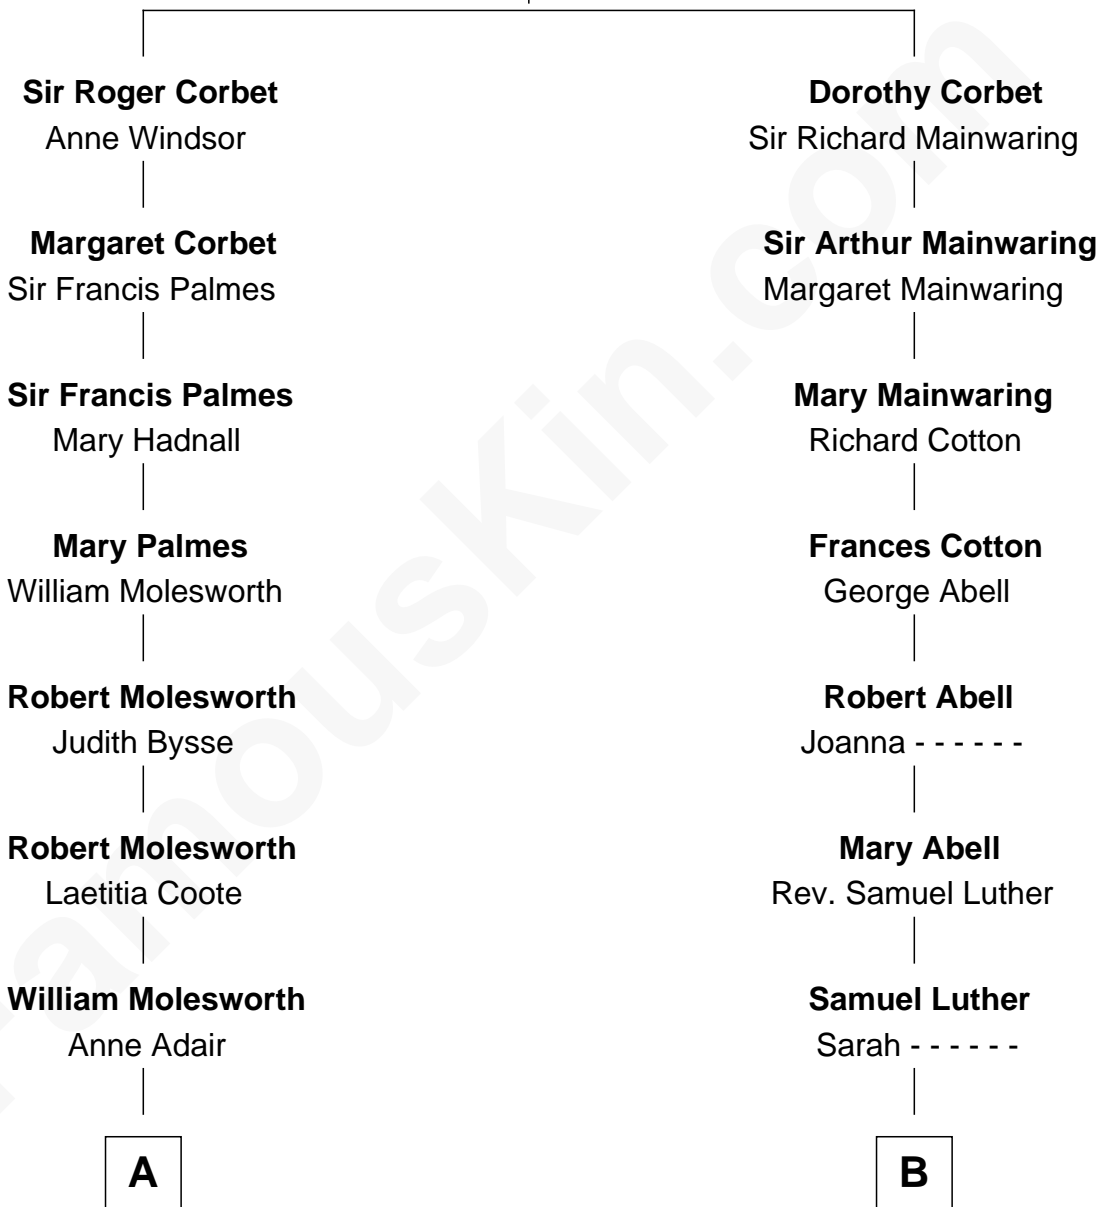 Sir Roger Corbet
Anne Windsor
Margaret Corbet
Sir Francis Palmes
Sir Francis Palmes
Mary Hadnall
Mary Palmes
William Molesworth
Robert Molesworth
Judith Bysse
Robert Molesworth
Laetitia Coote
William Molesworth
Anne Adair
A
Dorothy Corbet
Sir Richard Mainwaring
Sir Arthur Mainwaring
Margaret Mainwaring
Mary Mainwaring
Richard Cotton
Frances Cotton
George Abell
Robert Abell
Joanna - - - - - -
Mary Abell
Rev. Samuel Luther
Samuel Luther
Sarah - - - - - -
B
FamousKin.com